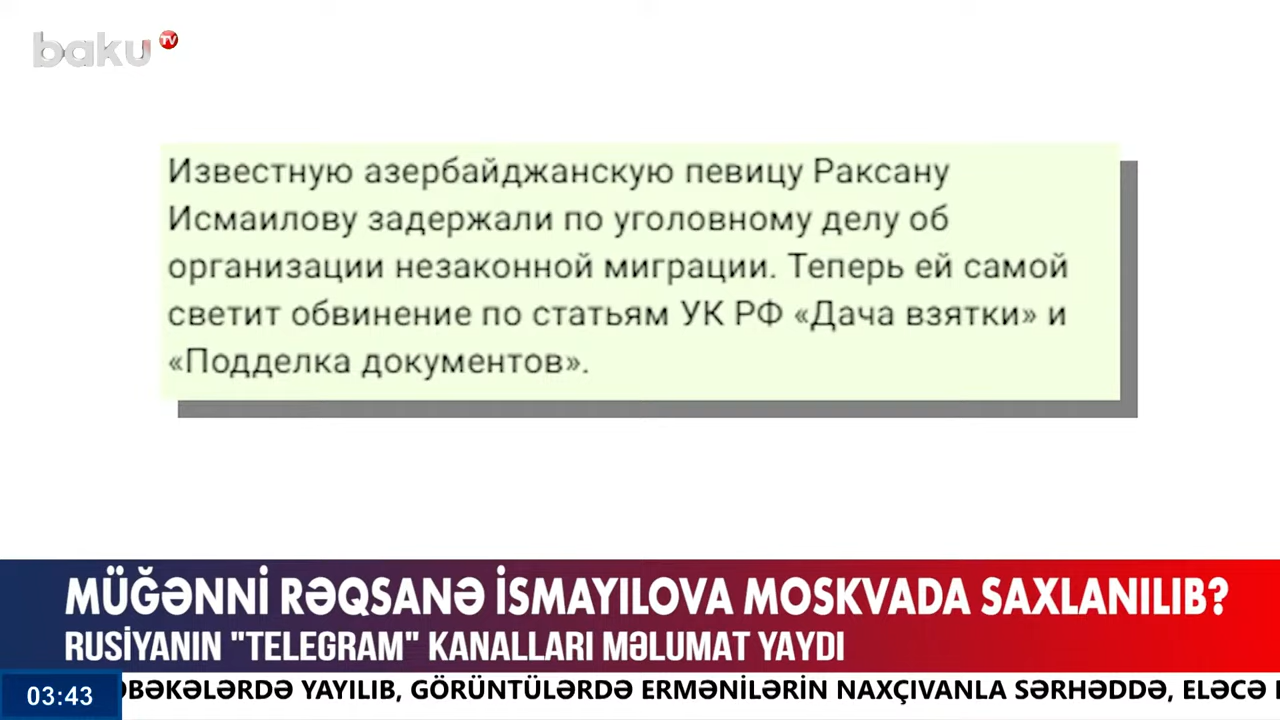 baku TV
Известную азербайджанскую певицу Раксану
Исмаилову задержали по уголовному делу об
организации незаконной миграции. Теперь ей самой
светит обвинение по статьям УК РФ «Дача взятки» и
«Подделка документов».
MÜĞƏNNİ RƏQSANƏ İSMAYILOVA MOSKVADA SAXLANILIB?
RUSİYANIN "TELEGRAM" KANALLARI MƏLUMAT YAYDI
03:43 ƏBƏKƏLƏRDƏ YAYILIB, GÖRÜNTÜLƏRDƏ ERMƏNİLƏRİN NAXÇIVANLA SƏRHƏDDƏ, ELƏCƏ